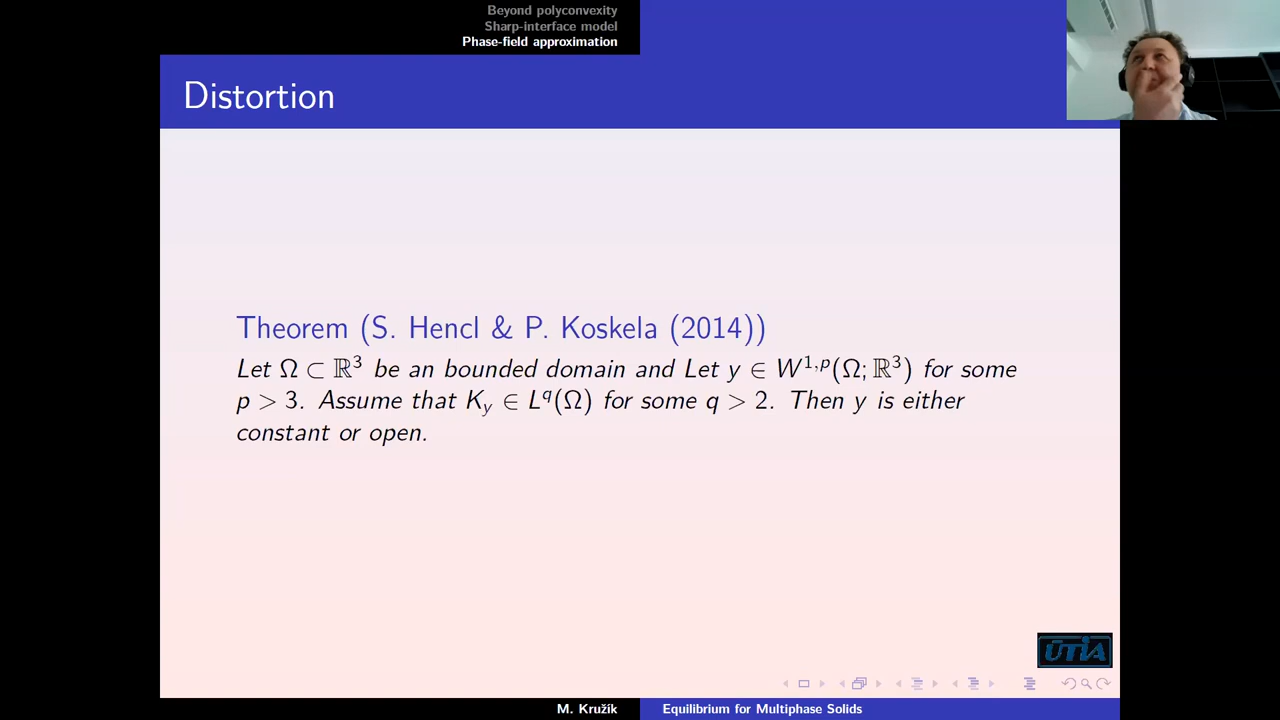 Beyond polyconvexity
Sharp-interface model
Phase-field approximation
Distortion
Theorem (S. Hencl & P. Koskela (2014))
Let Ω ⊂ ℝ³ be an bounded domain and Let y ∈ W¹,ᵖ(Ω; ℝ³) for some
p > 3. Assume that K_y ∈ L^q(Ω) for some q > 2. Then y is either
constant or open.
ÚTIA
M. Kružík
Equilibrium for Multiphase Solids